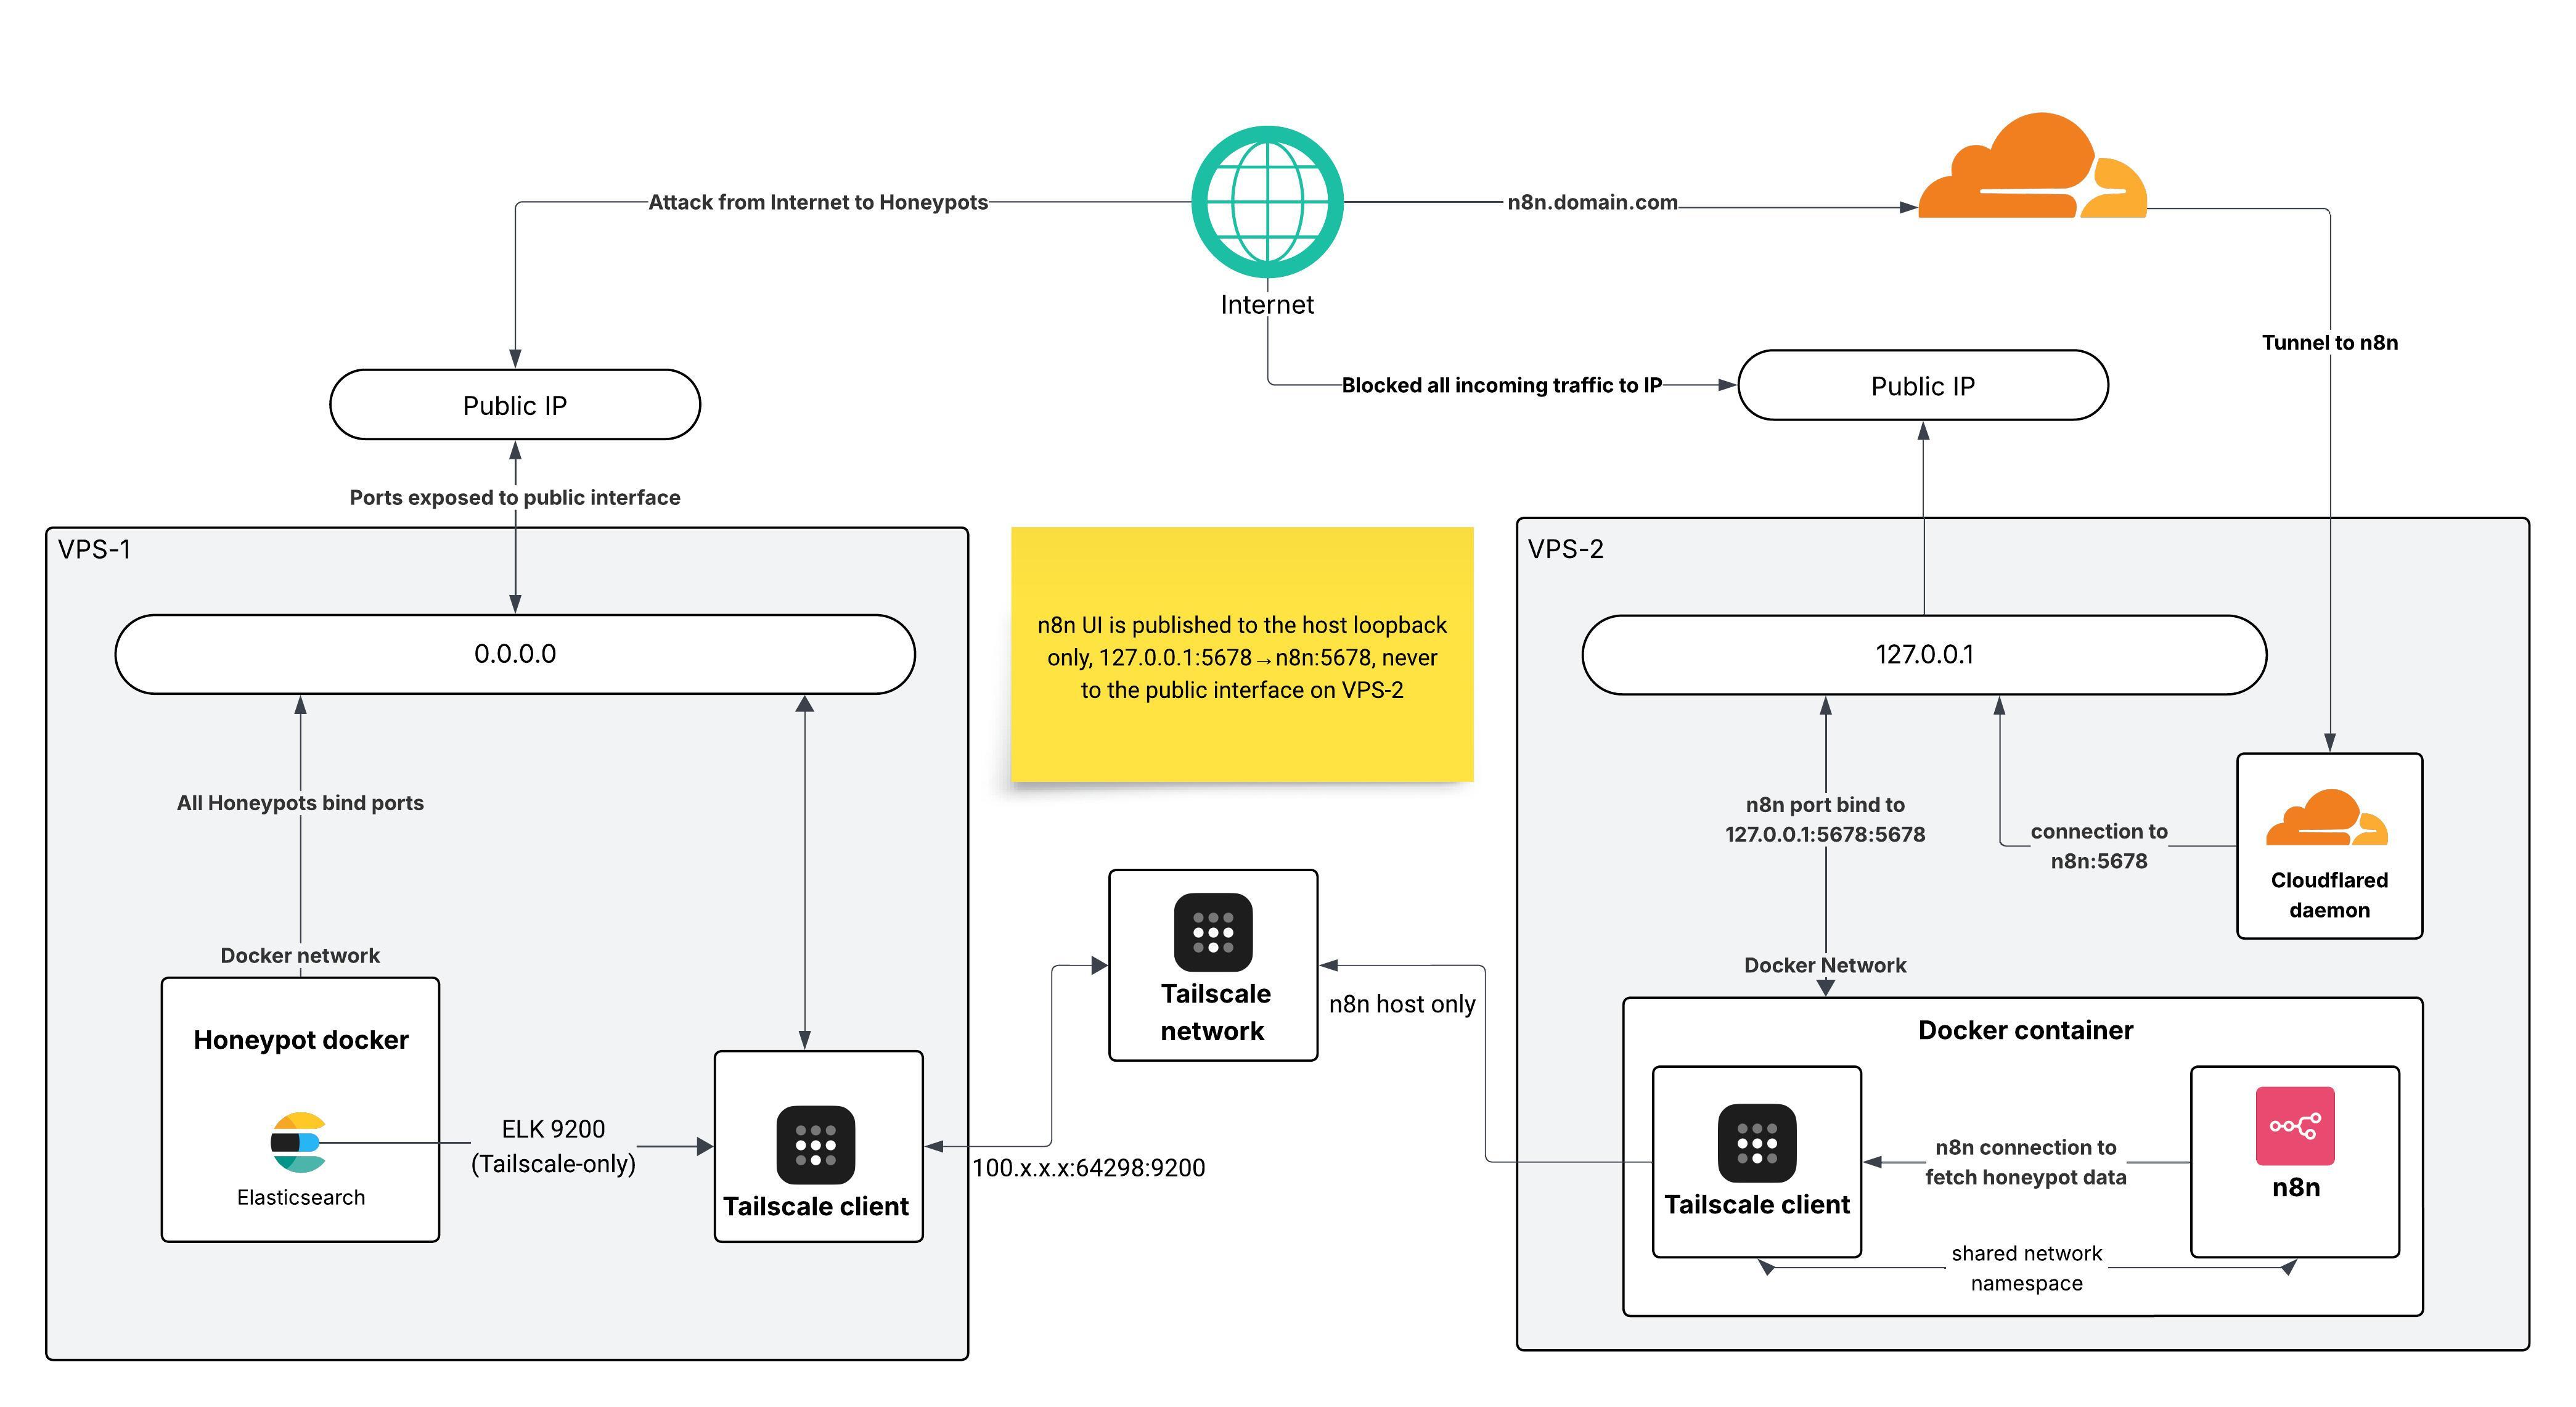 Attack from Internet to Honeypots
n8n.domain.com
Internet
Tunnel to n8n
Public IP
Blocked all incoming traffic to IP
Public IP
Ports exposed to public interface
VPS-1
0.0.0.0
All Honeypots bind ports
Docker network
Honeypot docker
Elasticsearch
ELK 9200
(Tailscale-only)
Tailscale client
100.x.x.x:64298:9200
n8n UI is published to the host loopback
only, 127.0.0.1:5678→n8n:5678, never
to the public interface on VPS-2
Tailscale
network
n8n host only
VPS-2
127.0.0.1
n8n port bind to
127.0.0.1:5678:5678
connection to
n8n:5678
Cloudflared
daemon
Docker Network
Docker container
Tailscale client
n8n connection to
fetch honeypot data
n8n
shared network
namespace